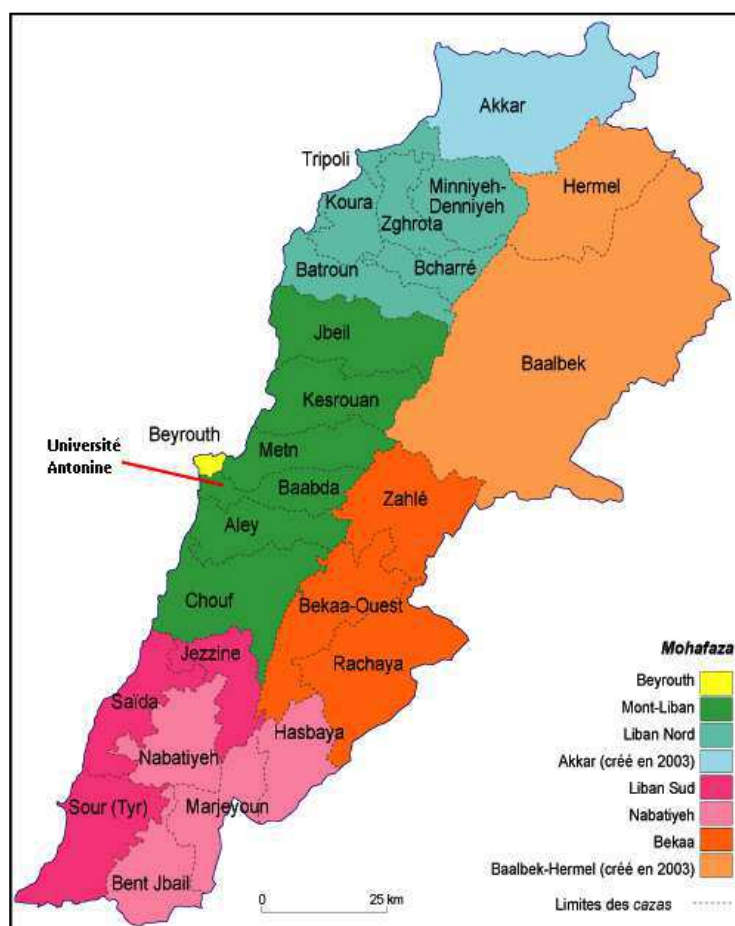 Akkar
Tripoli
Hermel
Minniyeh-
Denniyeh
Koura
Zghrota
Batroun
Bcharré
Jbeil
Baalbek
Kesrouan
Beyrouth
Université
Antonine
Metn
Baabda
Zahlé
Aley
Chouf
Bekaa-Ouest
Jezzine
Rachaya
Saïda
Hasbaya
Nabatiyeh
Sour (Tyr)
Marjeyoun
Bent Jbail
0 25 km
Mohafaza
Beyrouth
Mont-Liban
Liban Nord
Akkar (créé en 2003)
Liban Sud
Nabatiyeh
Bekaa
Baalbek-Hermel (créé en 2003)
Limites des cazas